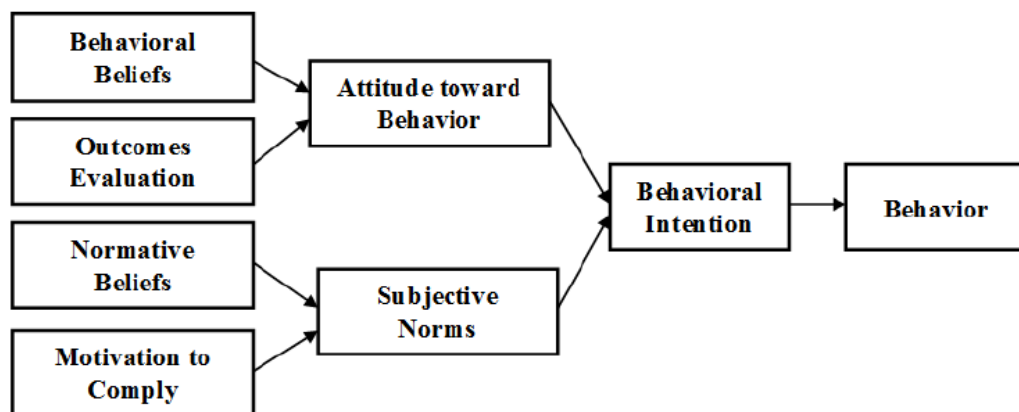 Behavioral
Beliefs
Outcomes
Evaluation
Normative
Beliefs
Motivation to
Comply
Attitude toward
Behavior
Subjective
Norms
Behavioral
Intention
Behavior